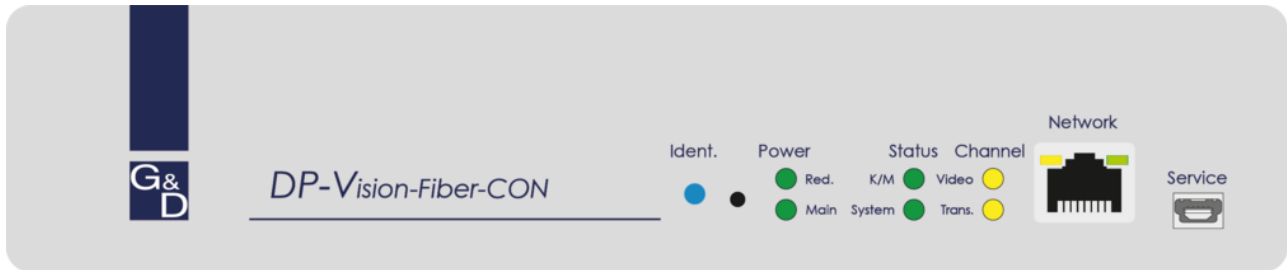 Network
Ident. Power Status Channel
Service
G&D
DP-Vision-Fiber-CON
Red. K/M Video
Main System Trans.